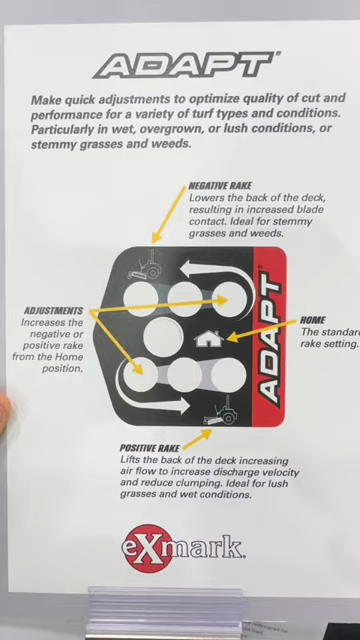 ADAPT
Make quick adjustments to optimize quality of cut and
performance for a variety of turf types and conditions.
Particularly in wet, overgrown, or lush conditions, or
stemmy grasses and weeds.
NEGATIVE RAKE
Lowers the back of the deck,
resulting in increased blade
contact. Ideal for stemmy
grasses and weeds.
ADJUSTMENTS
Increases the
negative or
positive rake
from the Home
position.
ADAPT
HOME
The standard
rake setting.
POSITIVE RAKE
Lifts the back of the deck increasing
air flow to increase discharge velocity
and reduce clumping. Ideal for lush
grasses and wet conditions.
eXmark.